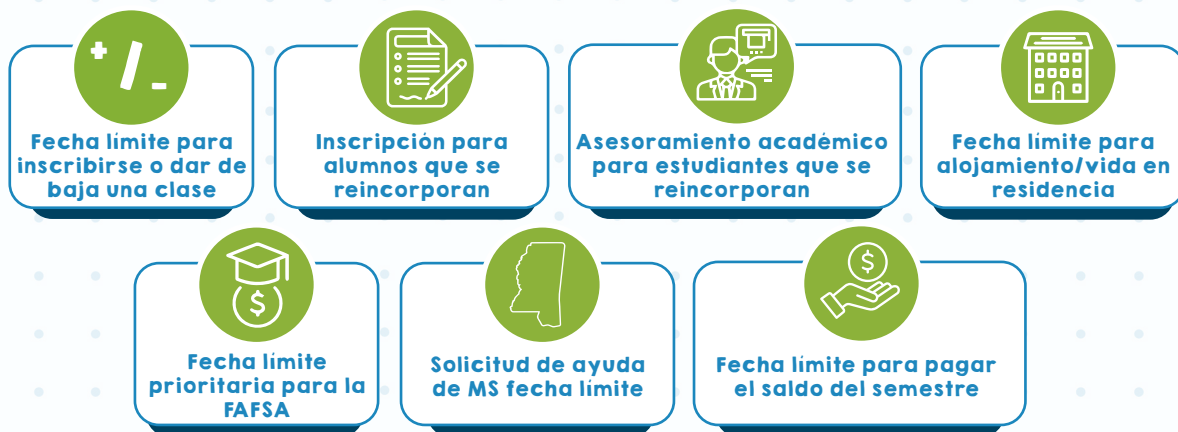 Fecha límite para
inscribirse o dar de
baja una clase
Inscripción para
alumnos que se
reincorporan
Asesoramiento académico
para estudiantes que se
reincorporan
Fecha límite para
alojamiento/vida en
residencia
Fecha límite
prioritaria para la
FAFSA
Solicitud de ayuda
de MS fecha límite
Fecha límite para pagar
el saldo del semestre